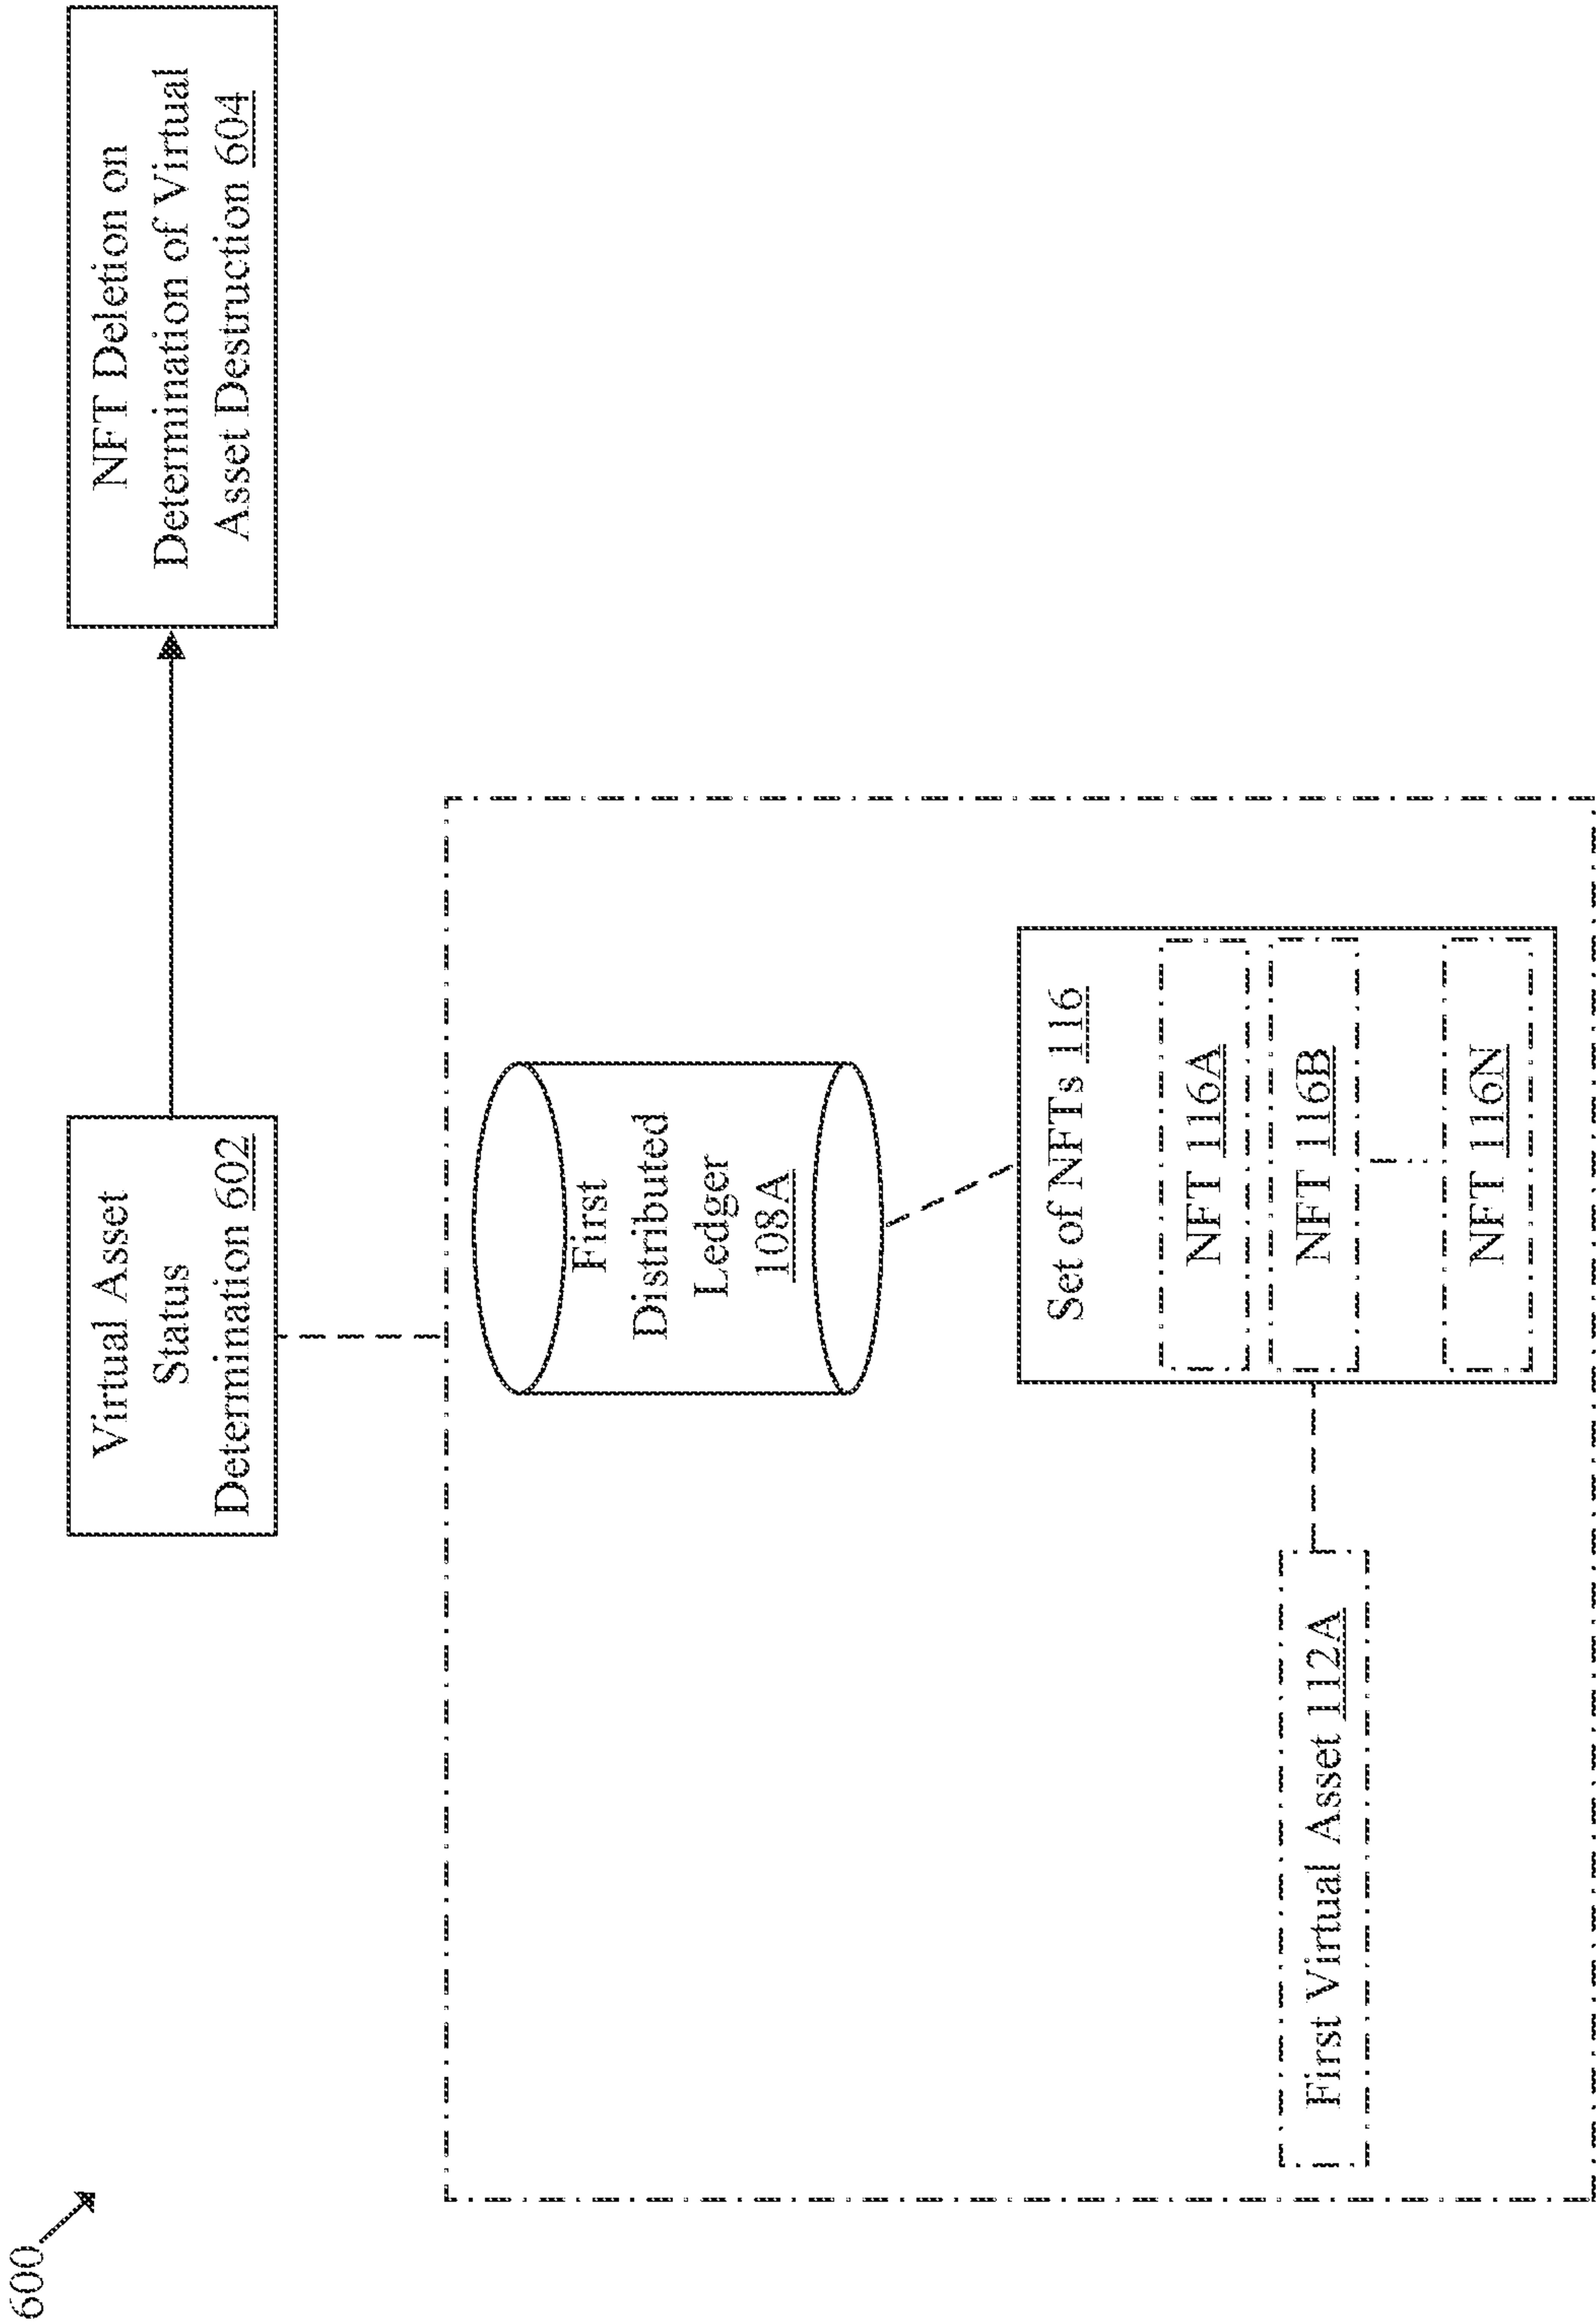 600
Virtual Asset
Status
Determination 602
NFT Deletion on
Determination of Virtual
Asset Destruction 604
First
Distributed
Ledger
108A
First Virtual Asset 112A
Set of NFTs 116
NFT 116A
NFT 116B
NFT 116N